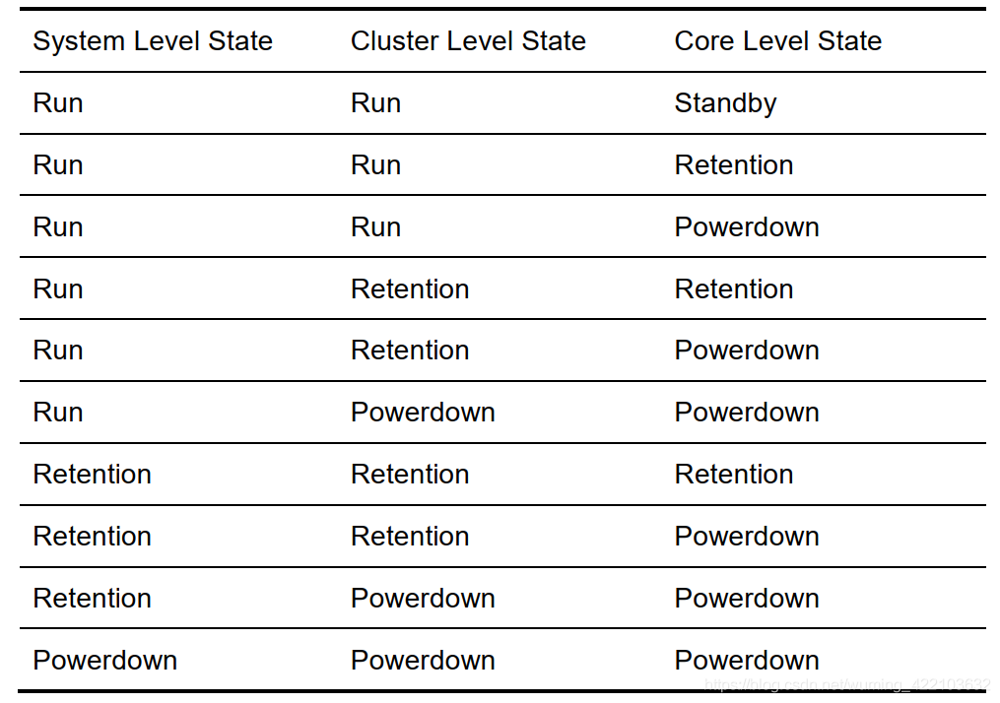 System Level State Cluster Level State Core Level State
Run Run Standby
Run Run Retention
Run Run Powerdown
Run Retention Retention
Run Retention Powerdown
Run Powerdown Powerdown
Retention Retention Retention
Retention Retention Powerdown
Retention Powerdown Powerdown
Powerdown Powerdown Powerdown
https://blog.csdn.net/wuming_422103632